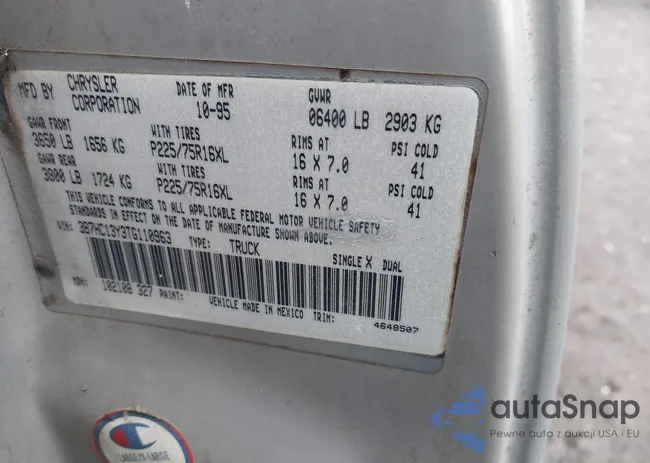 MFD BY CHRYSLER CORPORATION DATE OF MFR 10-95 GVWR 06400 LB 2903 KG
GAWR FRONT WITH TIRES RIMS AT PSI COLD
3650 LB 1656 KG P225/75R16XL 16 X 7.0 41
GAWR REAR WITH TIRES RIMS AT PSI COLD
3800 LB 1724 KG P225/75R16XL 16 X 7.0 41
THIS VEHICLE CONFORMS TO ALL APPLICABLE FEDERAL MOTOR VEHICLE SAFETY
STANDARDS IN EFFECT ON THE DATE OF MANUFACTURE SHOWN ABOVE.
VIN: 3B7HC13Y3TG110963 TYPE: TRUCK SINGLE X DUAL
MDH: 102108 327 PAINT: VEHICLE MADE IN MEXICO TRIM:
4648507
autaSnap
Pewne auta z aukcji USA i EU